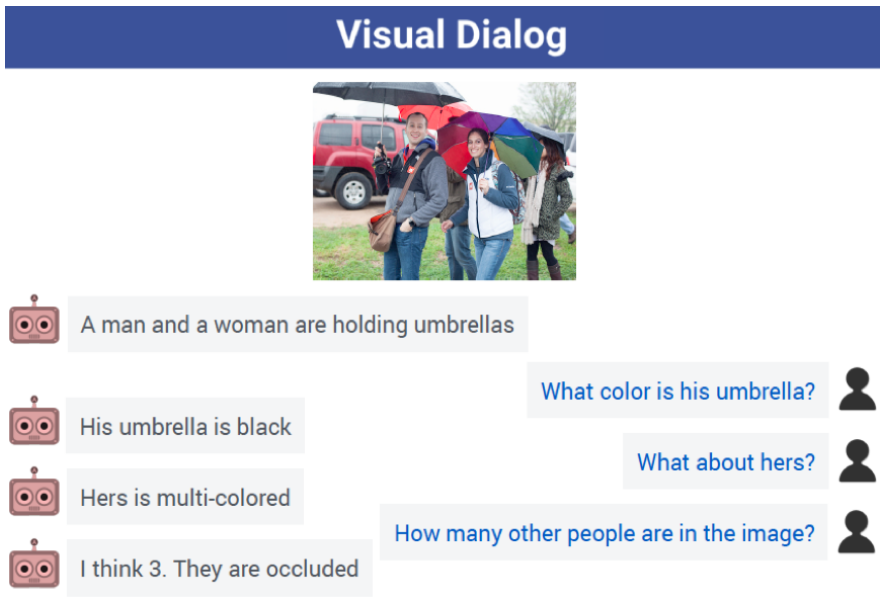 Visual Dialog
A man and a woman are holding umbrellas
What color is his umbrella?
His umbrella is black
What about hers?
Hers is multi-colored
How many other people are in the image?
I think 3. They are occluded